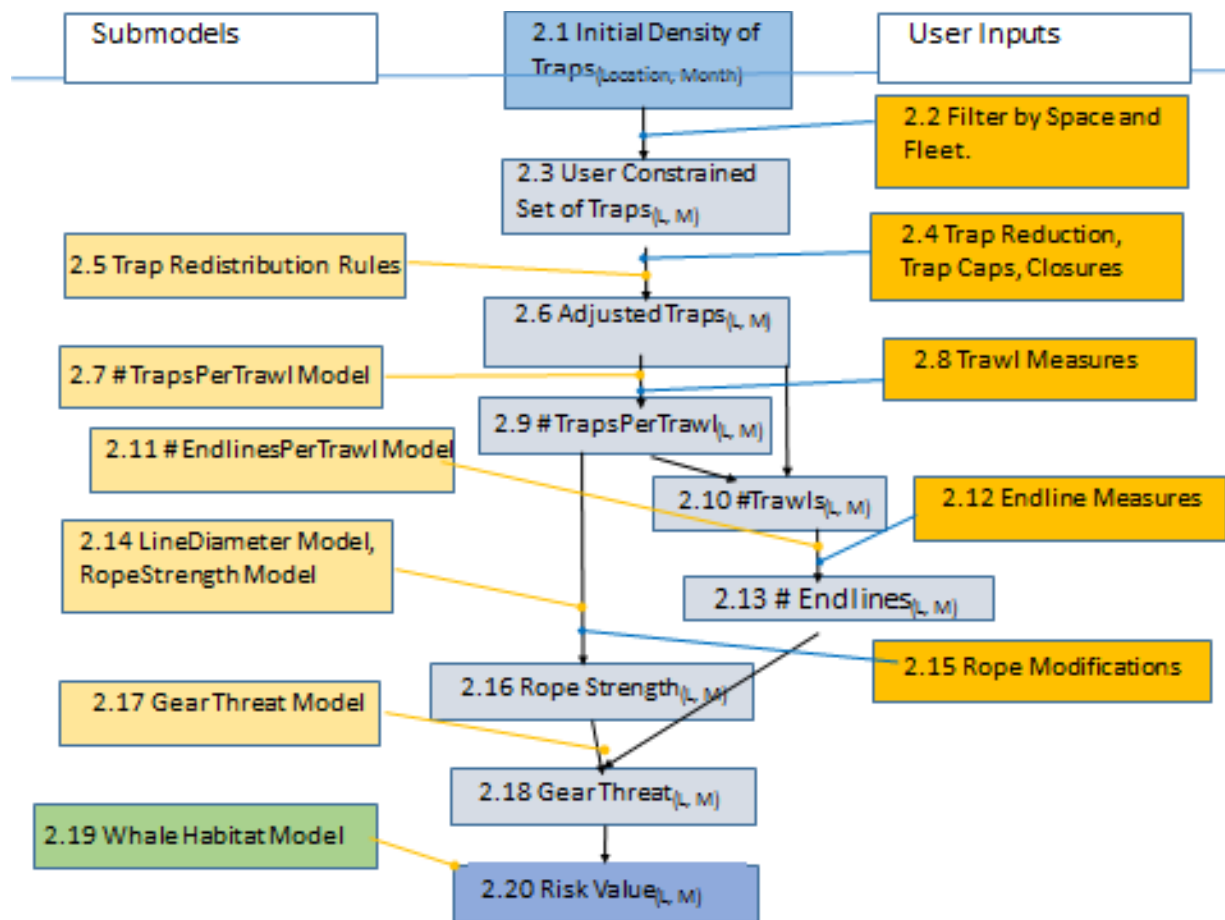 Submodels
2.1 Initial Density of
Traps(Location, Month)
User Inputs
2.2 Filter by Space and
Fleet.
2.3 User Constrained
Set of Traps(L, M)
2.4 Trap Reduction,
Trap Caps, Closures
2.5 Trap Redistribution Rules
2.6 Adjusted Traps(L, M)
2.7 #TrapsPerTrawl Model
2.8 Trawl Measures
2.9 #TrapsPerTrawl(L, M)
2.11 #EndlinesPerTrawl Model
2.10 #Trawls(L, M)
2.12 Endline Measures
2.14 LineDiameter Model,
RopeStrength Model
2.13 # Endlines(L, M)
2.15 Rope Modifications
2.16 Rope Strength(L, M)
2.17 GearThreat Model
2.18 GearThreat(L, M)
2.19 Whale Habitat Model
2.20 Risk Value(L, M)